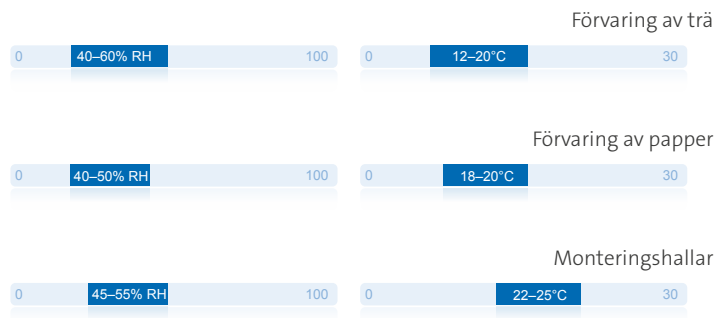 Förvaring av trä
0 40–60% RH 100 0 12–20°C 30
Förvaring av papper
0 40–50% RH 100 0 18–20°C 30
Monteringshallar
0 45–55% RH 100 0 22–25°C 30